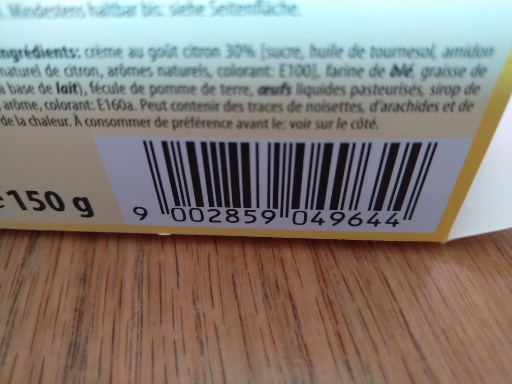 . Mindestens haltbar bis: siehe Seitenfläche.
ngrédients: crème au goût citron 30% [sucre, huile de tournesol, amidon
naturel de citron, arômes naturels, colorant: E100], farine de blé, graisse de
à base de lait), fécule de pomme de terre, œufs liquides pasteurisés, sirop de
arôme, colorant: E160a. Peut contenir des traces de noisettes, d'arachides et de
de la chaleur. À consommer de préférence avant le: voir sur le côté.
150 g
9 002859 049644